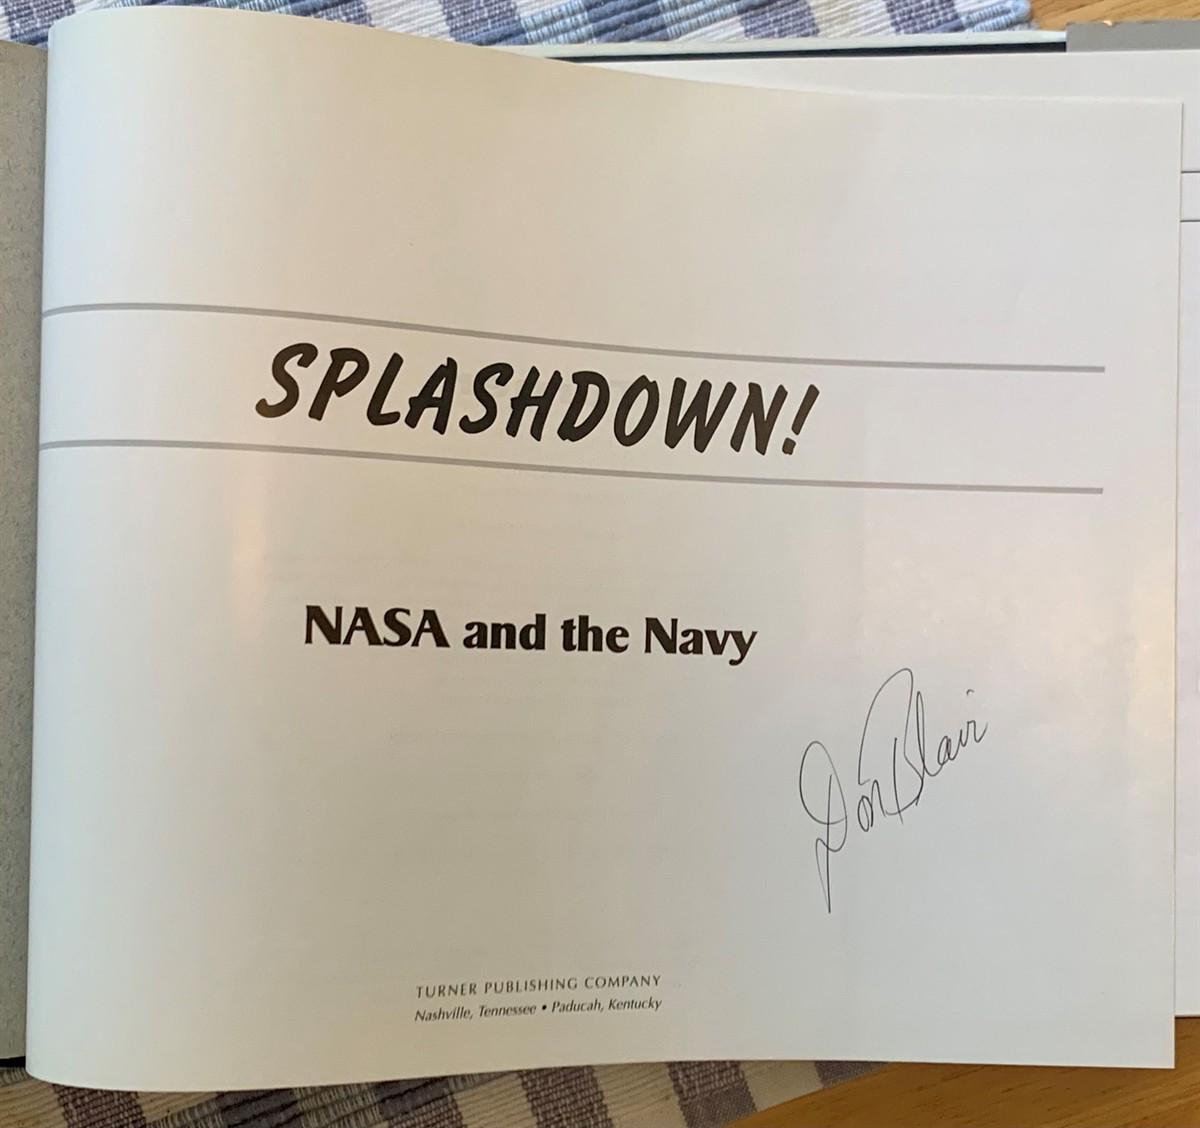 SPLASHDOWN!
NASA and the Navy
Don Blair
TURNER PUBLISHING COMPANY
Nashville, Tennessee • Paducah, Kentucky